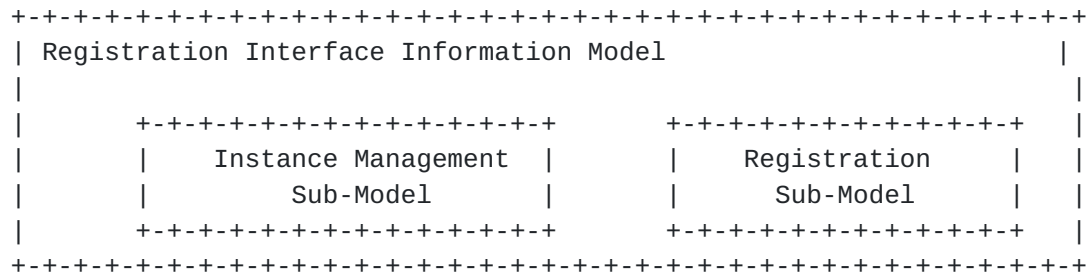 +-+-+-+-+-+-+-+-+-+-+-+-+-+-+-+-+-+-+-+-+-+-+-+-+-+-+-+-+-+-+-+-+-+-+
| Registration Interface Information Model                         |
|                                                                   |
|       +-+-+-+-+-+-+-+-+-+-+-+-+-+       +-+-+-+-+-+-+-+-+-+-+-+   |
|       |    Instance Management  |       |    Registration     |   |
|       |         Sub-Model       |       |      Sub-Model      |   |
|       +-+-+-+-+-+-+-+-+-+-+-+-+-+       +-+-+-+-+-+-+-+-+-+-+-+   |
+-+-+-+-+-+-+-+-+-+-+-+-+-+-+-+-+-+-+-+-+-+-+-+-+-+-+-+-+-+-+-+-+-+-+